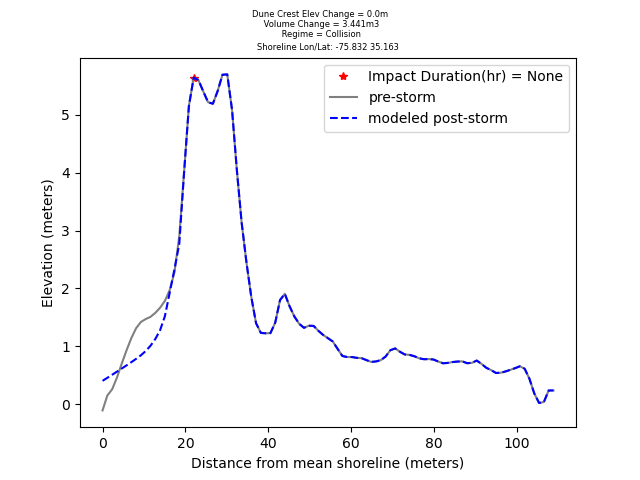 Dune Crest Elev Change = 0.0m
Volume Change = 3.441m3
Regime = Collision
Shoreline Lon/Lat: -75.832 35.163
Impact Duration(hr) = None
pre-storm
modeled post-storm
Elevation (meters)
5
4
3
2
1
0
0 20 40 60 80 100
Distance from mean shoreline (meters)